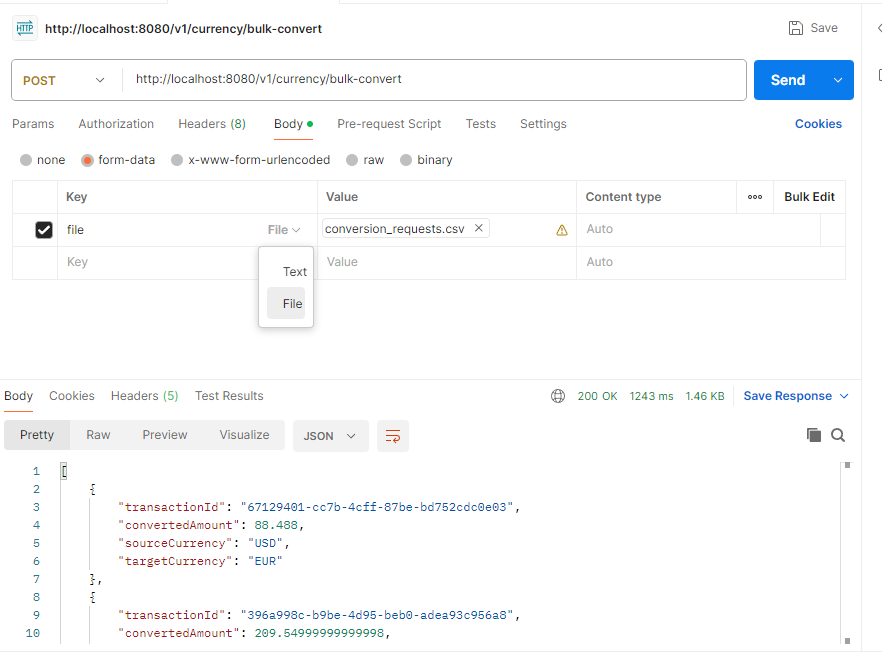 HTTP http://localhost:8080/v1/currency/bulk-convert Save
POST http://localhost:8080/v1/currency/bulk-convert Send
Params Authorization Headers (8) Body Pre-request Script Tests Settings Cookies
none form-data x-www-form-urlencoded raw binary
Key Value Content type Bulk Edit
file File conversion_requests.csv Auto
Key Value Auto
Text
File
Body Cookies Headers (5) Test Results 200 OK 1243 ms 1.46 KB Save Response
Pretty Raw Preview Visualize JSON
1 [
2 {
3 "transactionId": "67129401-cc7b-4cff-87be-bd752cdc0e03",
4 "convertedAmount": 88.488,
5 "sourceCurrency": "USD",
6 "targetCurrency": "EUR"
7 },
8 {
9 "transactionId": "396a998c-b9be-4d95-beb0-adea93c956a8",
10 "convertedAmount": 209.54999999999998,